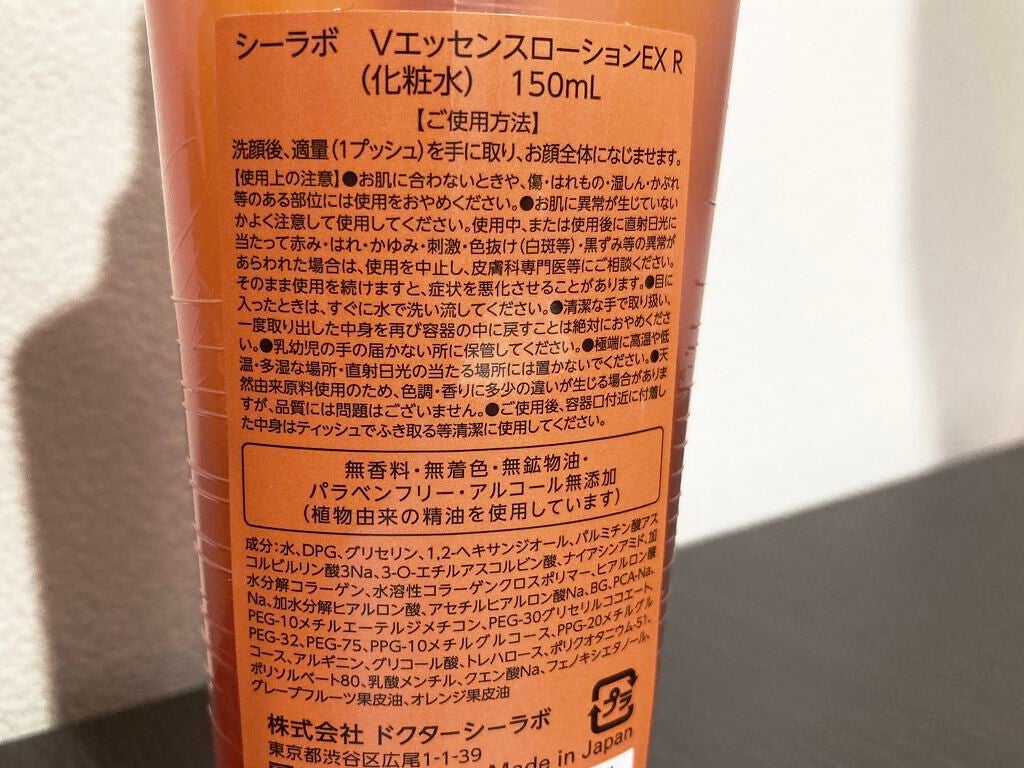 シーラボ　VエッセンスローションEX R
(化粧水)　150mL
【ご使用方法】
洗顔後、適量(1プッシュ)を手に取り、お顔全体になじませます。
【使用上の注意】●お肌に合わないときや、傷・はれもの・湿しん・かぶれ
等のある部位には使用をおやめください。●お肌に異常が生じていない
かよく注意して使用してください。使用中、または使用後に直射日光に
当たって赤み・はれ・かゆみ・刺激・色抜け(白斑等)・黒ずみ等の異常が
あらわれた場合は、使用を中止し、皮膚科専門医等にご相談ください。
そのまま使用を続けますと、症状を悪化させることがあります。●目に
入ったときは、すぐに水で洗い流してください。●清潔な手で取り扱い、
一度取り出した中身を再び容器の中に戻すことは絶対におやめくださ
い。●乳幼児の手の届かない所に保管してください。●極端に高温や低
温・多湿な場所・直射日光の当たる場所には置かないでください。●天
然由来原料使用のため、色調・香りに多少の違いが生じる場合がありま
すが、品質には問題はございません。●ご使用後、容器口付近に付着し
た中身はティッシュでふき取る等清潔に使用してください。
無香料・無着色・無鉱物油・
パラベンフリー・アルコール無添加
(植物由来の精油を使用しています)
成分:水、DPG、グリセリン、1,2-ヘキサンジオール、パルミチン酸アス
コルビルリン酸3Na、3-O-エチルアスコルビン酸、ナイアシンアミド、加
水分解コラーゲン、水溶性コラーゲンクロスポリマー、ヒアルロン酸
Na、加水分解ヒアルロン酸、アセチルヒアルロン酸Na、BG、PCA-Na、
PEG-10メチルエーテルジメチコン、PEG-30グリセリルココエート、
PEG-32、PEG-75、PPG-10メチルグルコース、PPG-20メチルグル
コース、アルギニン、グリコール酸、トレハロース、ポリクオタニウム-51、
ポリソルベート80、乳酸メンチル、クエン酸Na、フェノキシエタノール、
グレープフルーツ果皮油、オレンジ果皮油
プラ
株式会社 ドクターシーラボ
東京都渋谷区広尾1-1-39
Made in Japan